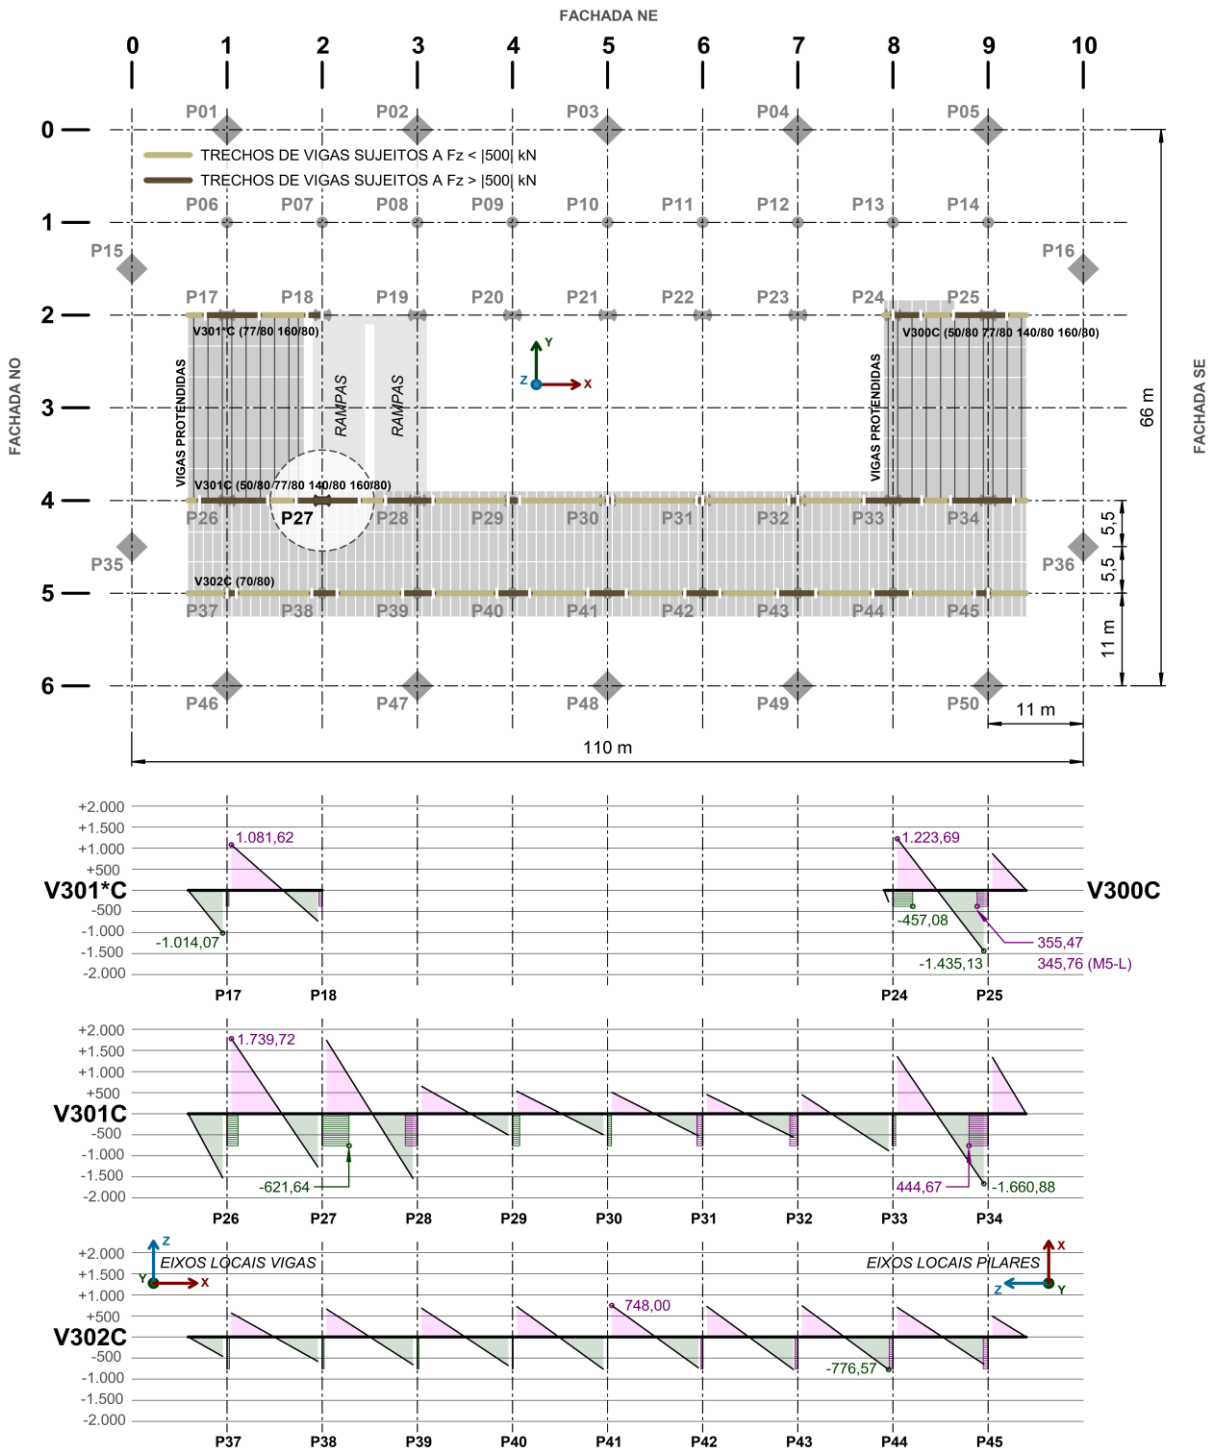 FACHADA NE
0 1 2 3 4 5 6 7 8 9 10
P01 P02 P03 P04 P05
0
TRECHOS DE VIGAS SUJEITOS A Fz < |500| kN
TRECHOS DE VIGAS SUJEITOS A Fz > |500| kN
P06 P07 P08 P09 P10 P11 P12 P13 P14
1
P15 P16
P17 P18 P19 P20 P21 P22 P23 P24 P25
2
V301*C (77/80 160/80) V300C (50/80 77/80 140/80 160/80)
Y
Z X
VIGAS PROTENDIDAS
RAMPAS
RAMPAS
VIGAS PROTENDIDAS
FACHADA NO
FACHADA SE
66 m
3
V301C (50/80 77/80 140/80 160/80)
4
P26 P27 P28 P29 P30 P31 P32 P33 P34
5,5
P35 P36
5,5
V302C (70/80)
5
P37 P38 P39 P40 P41 P42 P43 P44 P45
11 m
6
P46 P47 P48 P49 P50
11 m
110 m
+2.000
+1.500
1.081,62 1.223,69
+1.000
+500
V301*C V300C
-500
-457,08
-1.000
-1.014,07 355,47
-1.500
-1.435,13 345,76 (M5-L)
-2.000
P17 P18 P24 P25
+2.000
1.739,72
+1.500
+1.000
+500
V301C
-500
-1.000
-1.500
-621,64 444,67 -1.660,88
-2.000
P26 P27 P28 P29 P30 P31 P32 P33 P34
Z X
+2.000
EIXOS LOCAIS VIGAS EIXOS LOCAIS PILARES
+1.500
Y X Z Y
+1.000
748,00
+500
V302C
-500
-776,57
-1.000
-1.500
-2.000
P37 P38 P39 P40 P41 P42 P43 P44 P45